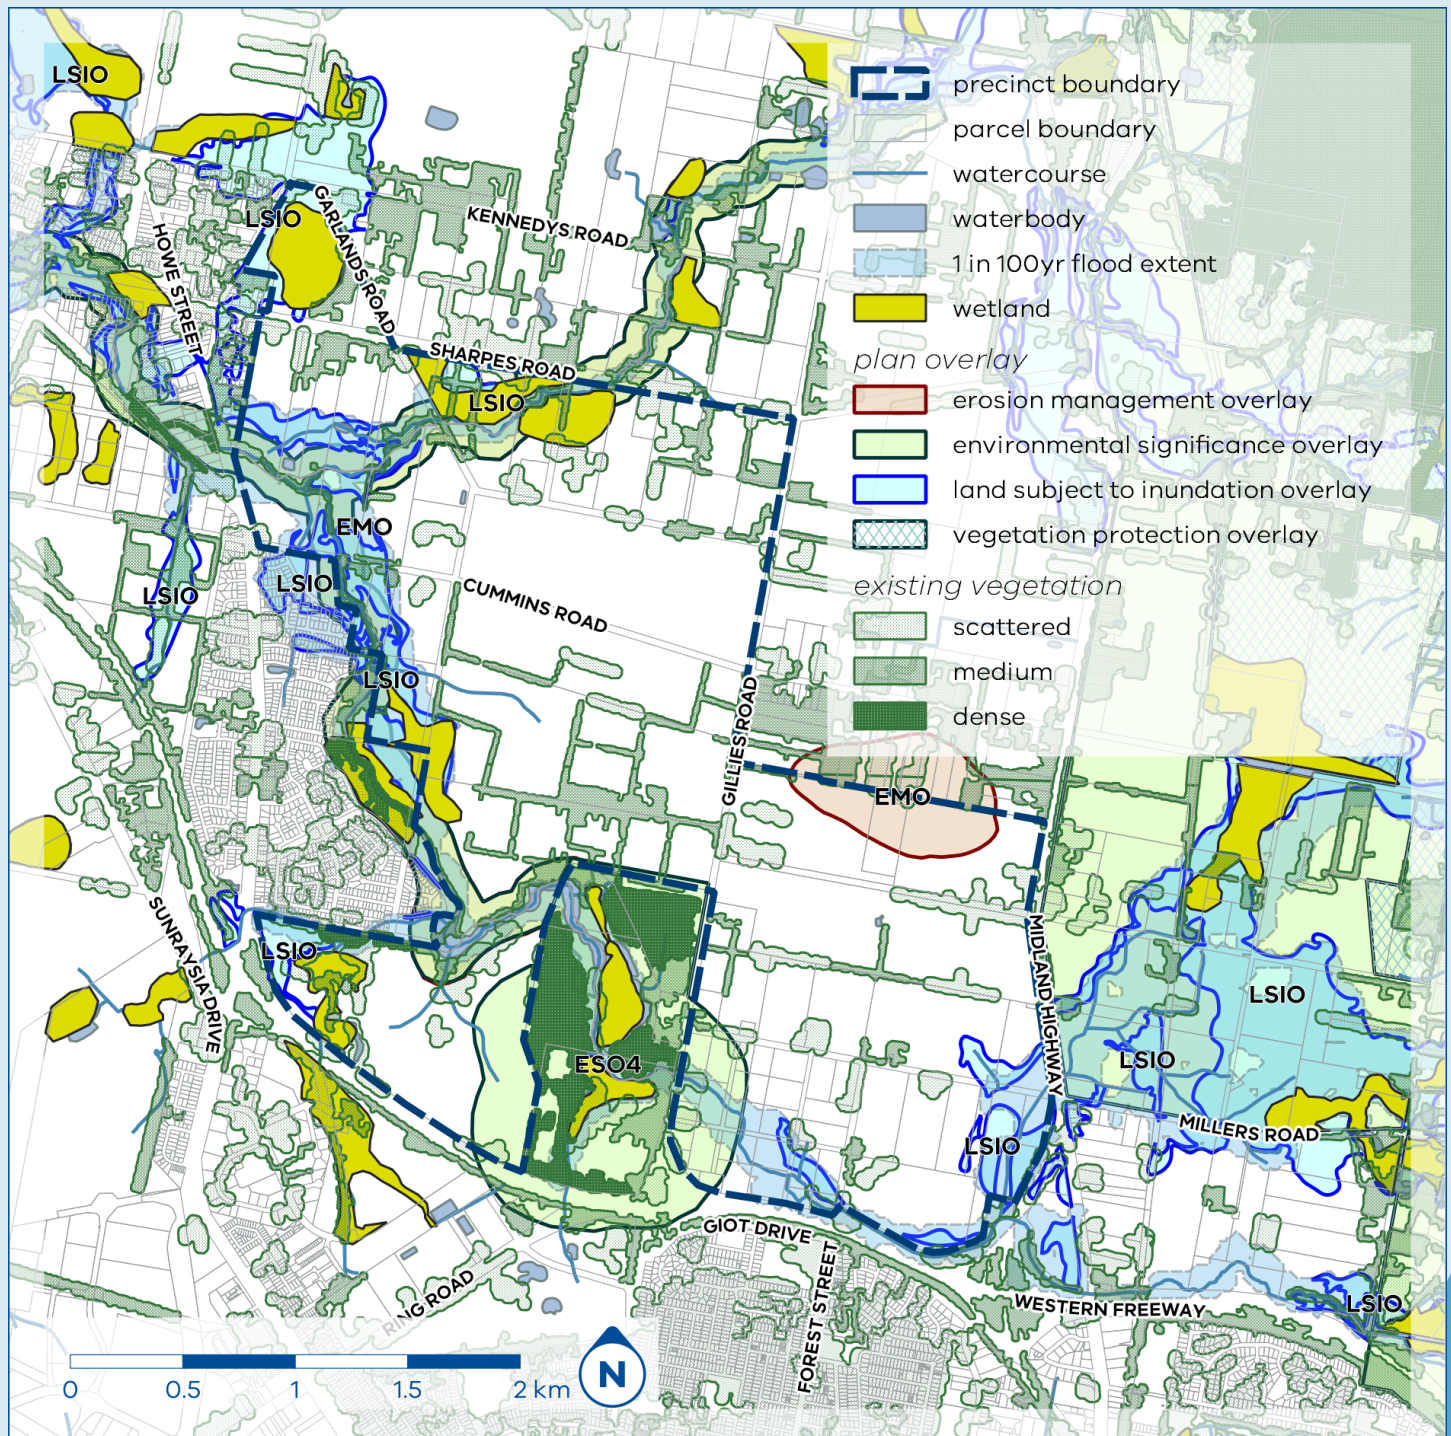 LSIO
precinct boundary
parcel boundary
watercourse
waterbody
1 in 100yr flood extent
wetland
plan overlay
erosion management overlay
environmental significance overlay
land subject to inundation overlay
vegetation protection overlay
existing vegetation
scattered
medium
dense
LSIO
GARLANDS ROAD
KENNEDYS ROAD
HOWE STREET
SHARPES ROAD
LSIO
EMO
LSIO
LSIO
CUMMINS ROAD
LSIO
GILLIES ROAD
EMO
SUNRAYSIA DRIVE
LSIO
MIDLAND HIGHWAY
LSIO
ESO4
LSIO
LSIO
MILLERS ROAD
GIOT DRIVE
FOREST STREET
RING ROAD
WESTERN FREEWAY
LSIO
N
0 0.5 1 1.5 2 km